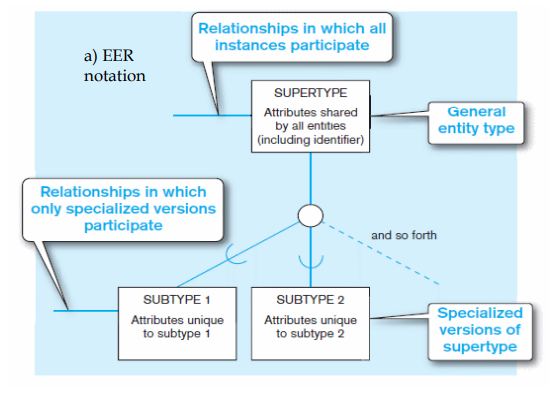 Relationships in which all
instances participate
a) EER
notation
SUPERTYPE
Attributes shared
by all entities
(including identifier)
General
entity type
Relationships in which
only specialized versions
participate
and so forth
SUBTYPE 1
Attributes unique
to subtype 1
SUBTYPE 2
Attributes unique
to subtype 2
Specialized
versions of
supertype